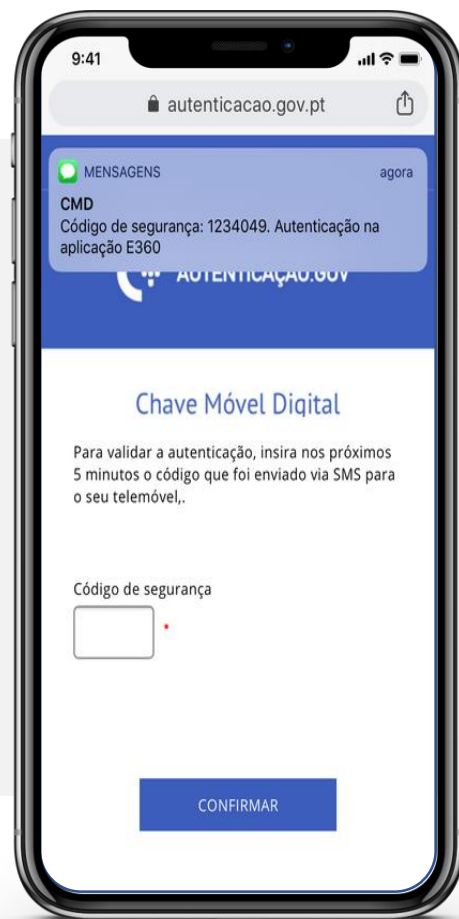 9:41
autenticacao.gov.pt
MENSAGENS agora
CMD
Código de segurança: 1234049. Autenticação na
aplicação E360
AUTENTICAÇÃO.GOV
Chave Móvel Digital
Para validar a autenticação, insira nos próximos
5 minutos o código que foi enviado via SMS para
o seu telemóvel,.
Código de segurança
*
CONFIRMAR